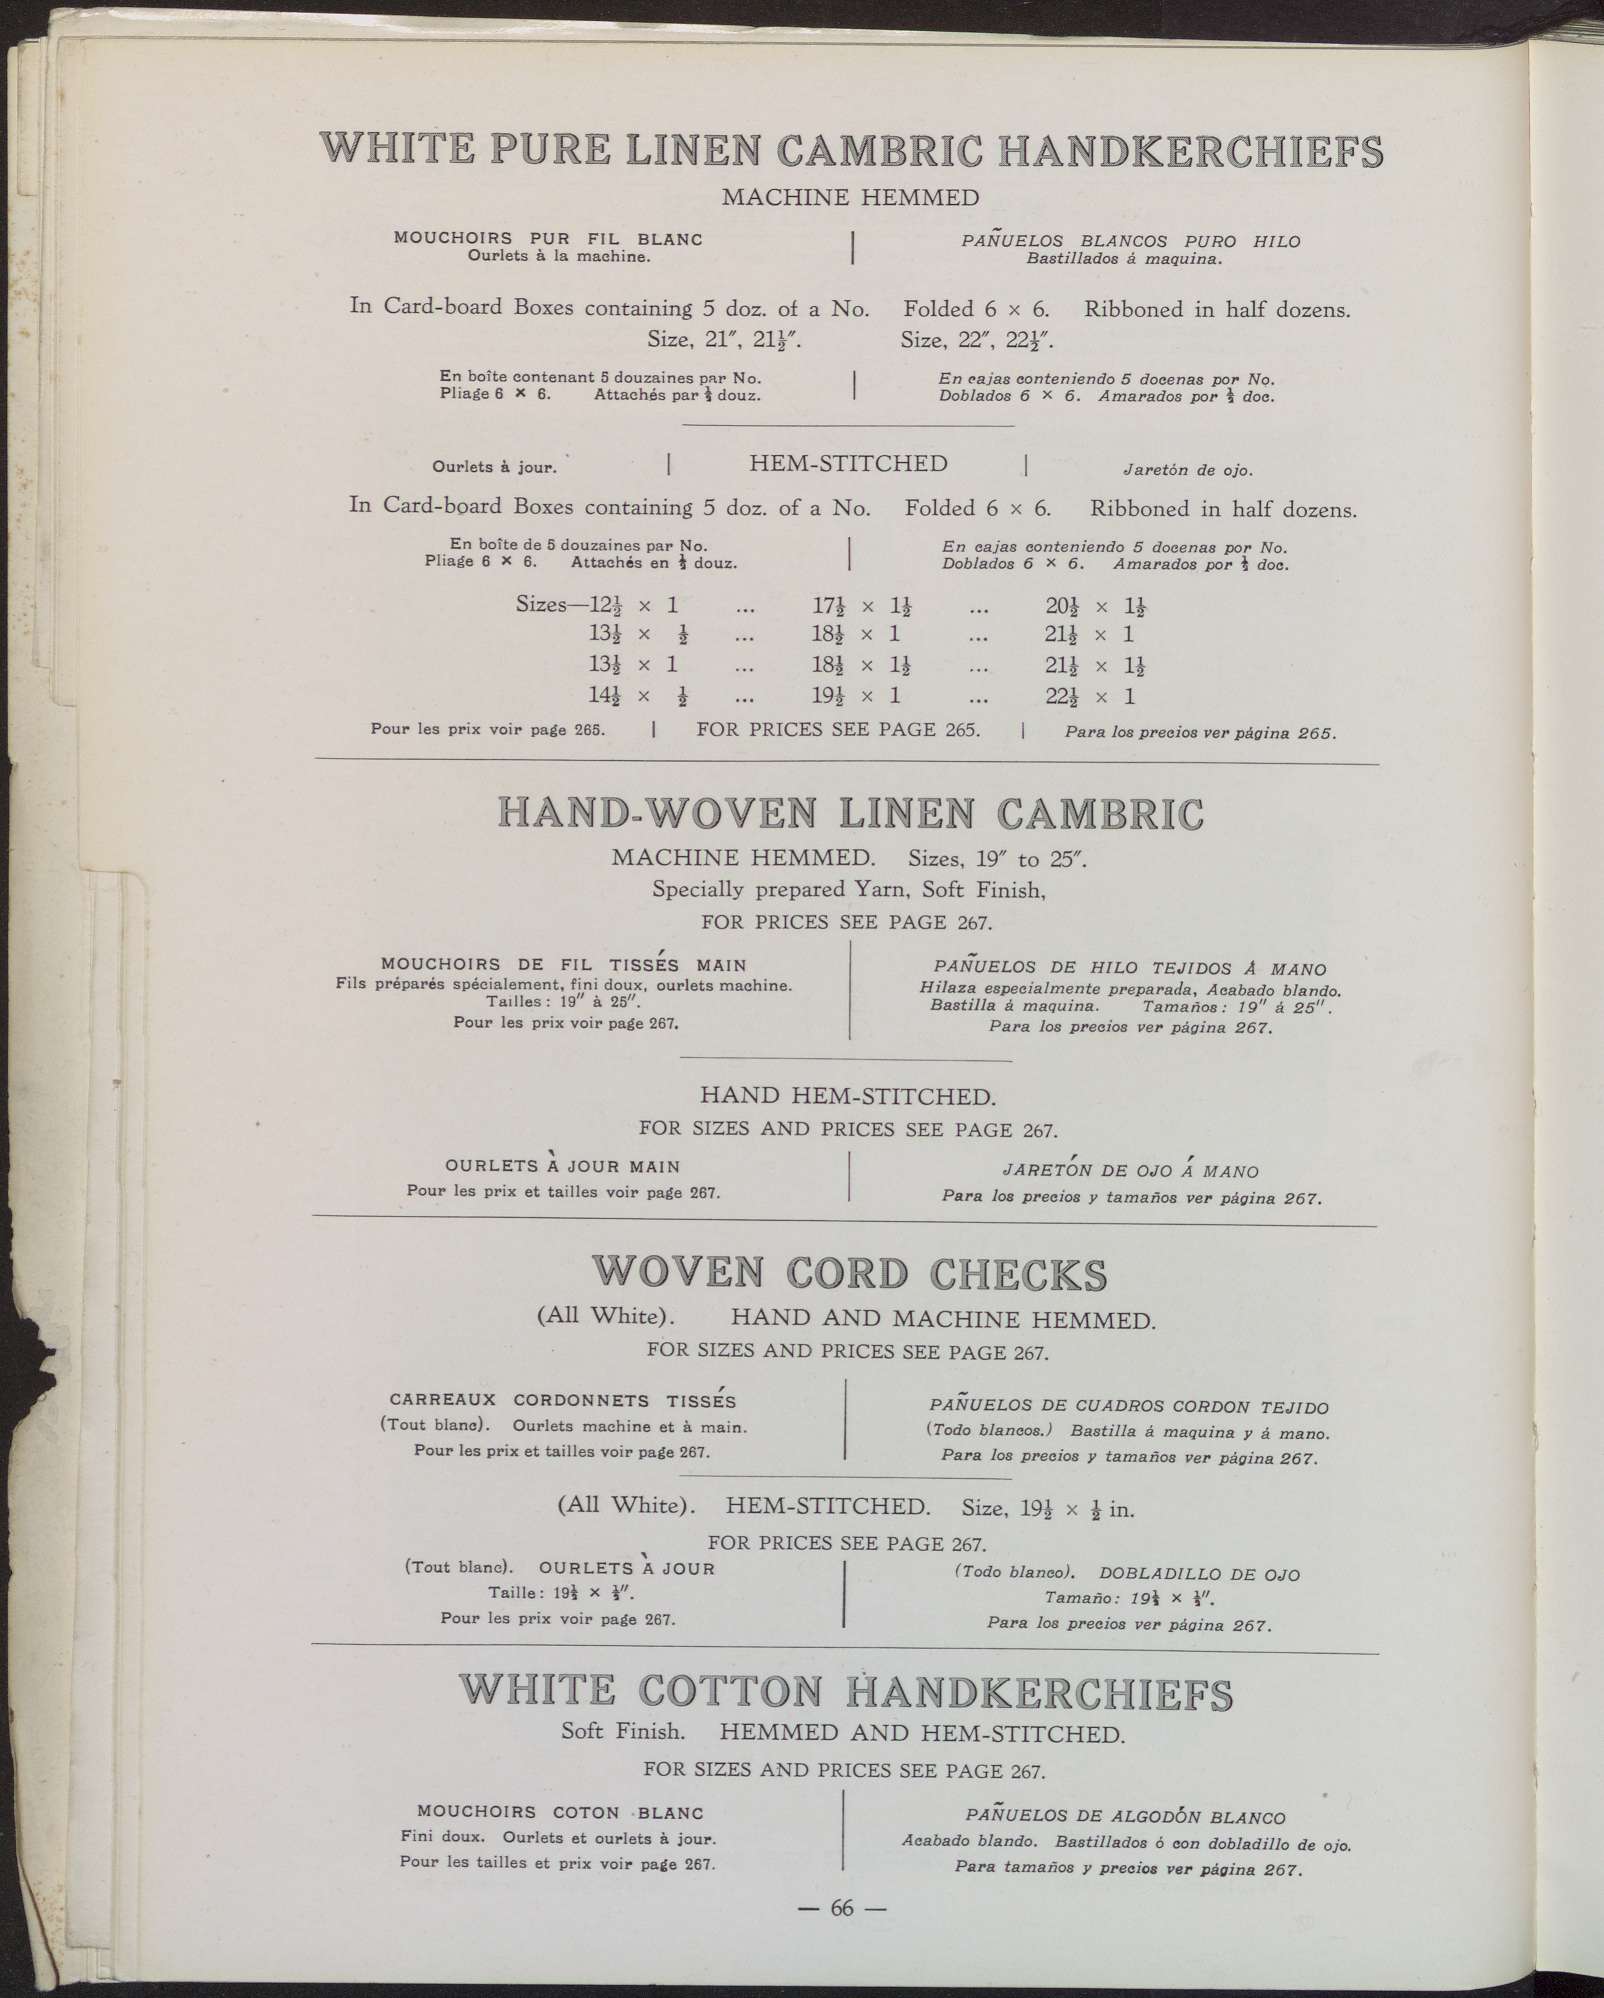 WHITE PURE LINEN CAMBRIC HANDKERCHIEFS
MACHINE HEMMED
MOUCHOIRS PUR FIL BLANC
Ourlets à la machine.
PAÑUELOS BLANCOS PURO HILO
Bastillados á maquina.
In Card-board Boxes containing 5 doz. of a No. Folded 6 × 6. Ribboned in half dozens.
Size, 21″, 21½″. Size, 22″, 22½″.
En boîte contenant 5 douzaines par No.
Pliage 6 × 6. Attachés par ½ douz.
En cajas conteniendo 5 docenas por No.
Doblados 6 × 6. Amarados por ½ doc.
Ourlets à jour. | HEM-STITCHED | Jaretón de ojo.
In Card-board Boxes containing 5 doz. of a No. Folded 6 × 6. Ribboned in half dozens.
En boîte de 5 douzaines par No.
Pliage 6 × 6. Attachés en ½ douz.
En cajas conteniendo 5 docenas por No.
Doblados 6 × 6. Amarados por ½ doc.
Sizes—12½ × 1 ... 17½ × 1½ ... 20½ × 1½
13½ × ½ ... 18½ × 1 ... 21½ × 1
13½ × 1 ... 18½ × 1½ ... 21½ × 1½
14½ × ½ ... 19½ × 1 ... 22½ × 1
Pour les prix voir page 265. | FOR PRICES SEE PAGE 265. | Para los precios ver página 265.
HAND-WOVEN LINEN CAMBRIC
MACHINE HEMMED. Sizes, 19″ to 25″.
Specially prepared Yarn, Soft Finish,
FOR PRICES SEE PAGE 267.
MOUCHOIRS DE FIL TISSÉS MAIN
Fils préparés spécialement, fini doux, ourlets machine.
Tailles : 19″ à 25″.
Pour les prix voir page 267.
PAÑUELOS DE HILO TEJIDOS Á MANO
Hilaza especialmente preparada, Acabado blando.
Bastilla á maquina. Tamaños : 19″ á 25″.
Para los precios ver página 267.
HAND HEM-STITCHED.
FOR SIZES AND PRICES SEE PAGE 267.
OURLETS À JOUR MAIN
Pour les prix et tailles voir page 267.
JARETÓN DE OJO Á MANO
Para los precios y tamaños ver página 267.
WOVEN CORD CHECKS
(All White). HAND AND MACHINE HEMMED.
FOR SIZES AND PRICES SEE PAGE 267.
CARREAUX CORDONNETS TISSÉS
(Tout blanc). Ourlets machine et à main.
Pour les prix et tailles voir page 267.
PAÑUELOS DE CUADROS CORDON TEJIDO
(Todo blancos.) Bastilla á maquina y á mano.
Para los precios y tamaños ver página 267.
(All White). HEM-STITCHED. Size, 19½ × ½ in.
FOR PRICES SEE PAGE 267.
(Tout blanc). OURLETS À JOUR
Taille : 19½ × ½″.
Pour les prix voir page 267.
(Todo blanco). DOBLADILLO DE OJO
Tamaño : 19½ × ½″.
Para los precios ver página 267.
WHITE COTTON HANDKERCHIEFS
Soft Finish. HEMMED AND HEM-STITCHED.
FOR SIZES AND PRICES SEE PAGE 267.
MOUCHOIRS COTON BLANC
Fini doux. Ourlets et ourlets à jour.
Pour les tailles et prix voir page 267.
PAÑUELOS DE ALGODÓN BLANCO
Acabado blando. Bastillados ó con dobladillo de ojo.
Para tamaños y precios ver página 267.
— 66 —